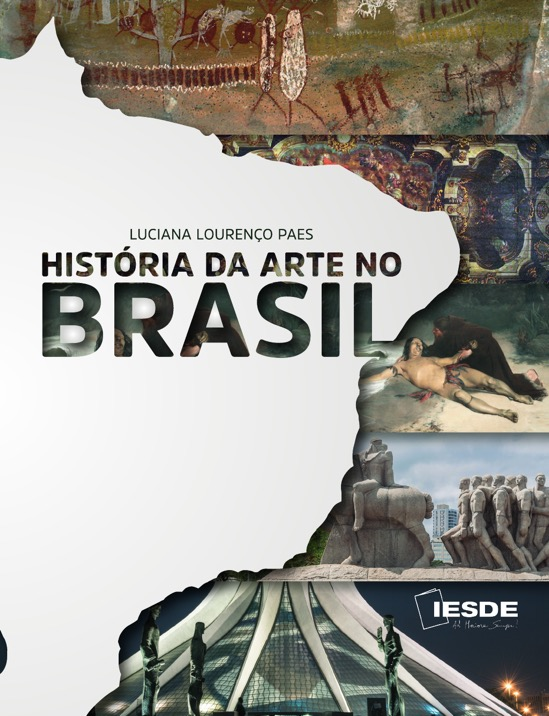 LUCIANA LOURENÇO PAES
HISTÓRIA DA ARTE NO
BRASIL
IESDE